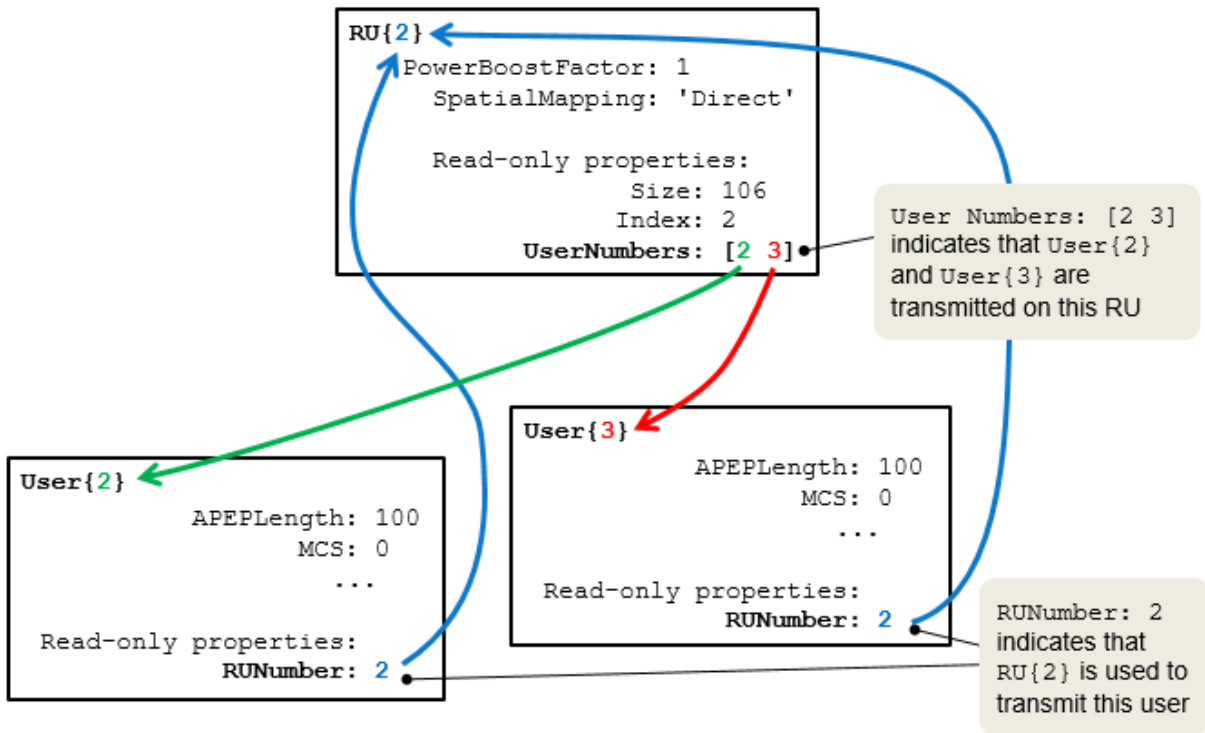 RU{2}
PowerBoostFactor: 1
SpatialMapping: 'Direct'
Read-only properties:
Size: 106
Index: 2
UserNumbers: [2 3]
User Numbers: [2 3]
indicates that User{2}
and User{3} are
transmitted on this RU
User{2}
APEPLength: 100
MCS: 0
...
Read-only properties:
RUNumber: 2
User{3}
APEPLength: 100
MCS: 0
...
Read-only properties:
RUNumber: 2
RUNumber: 2
indicates that
RU{2} is used to
transmit this user